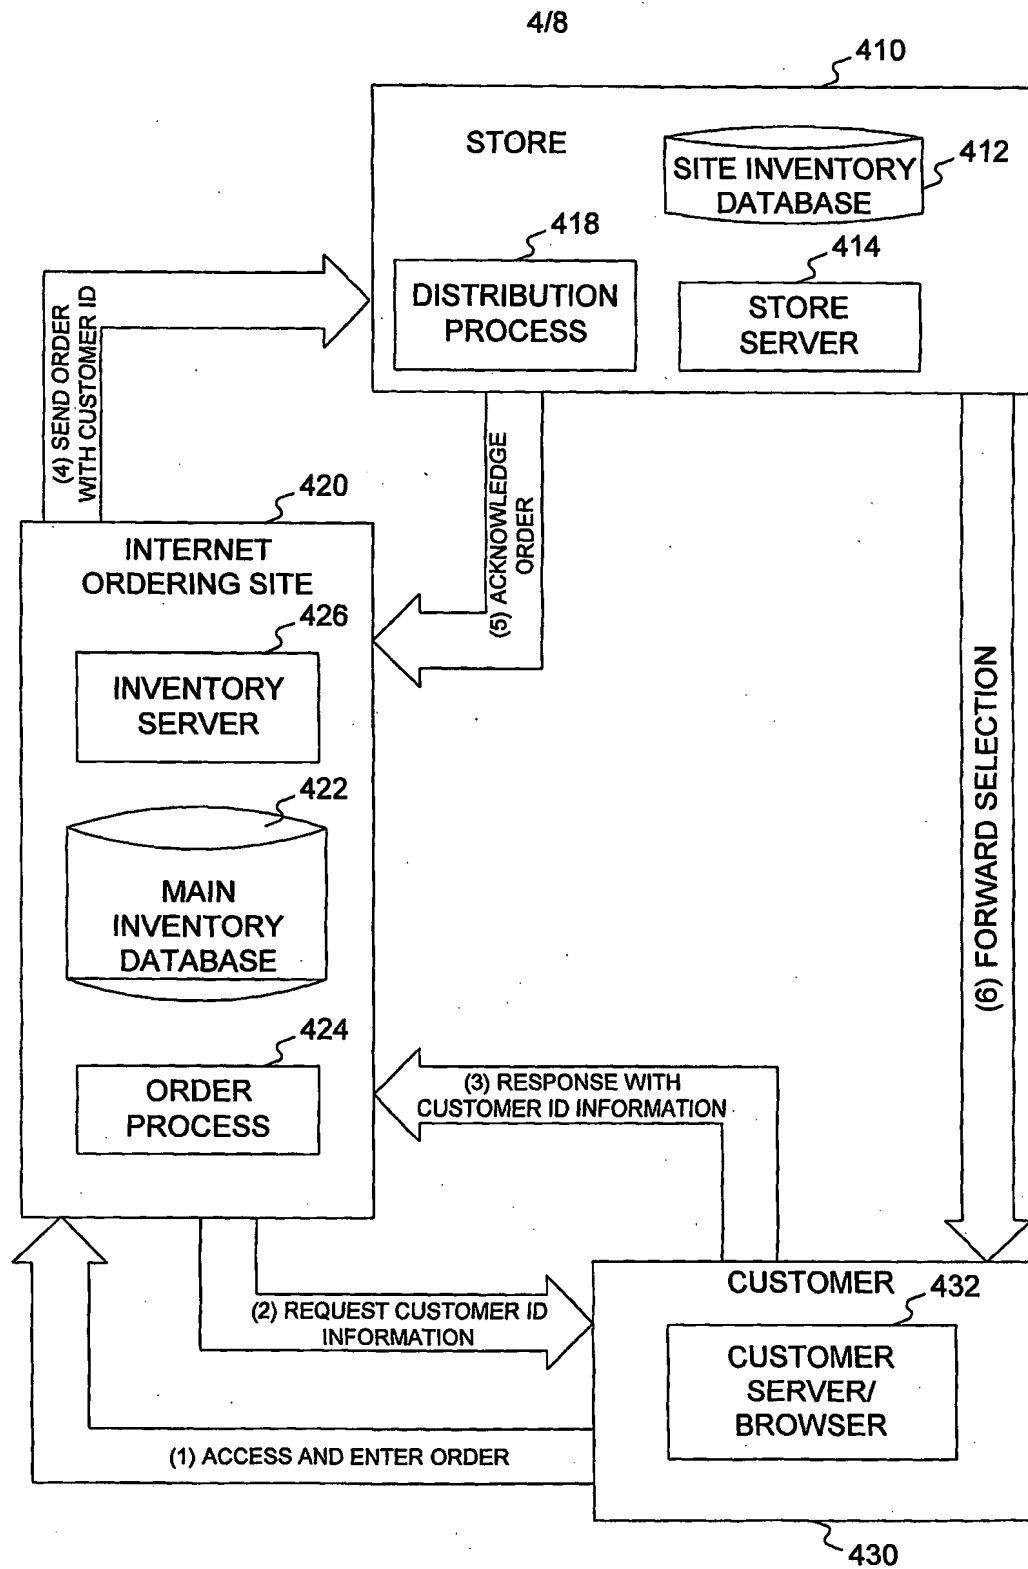 4/8
410
STORE
SITE INVENTORY
DATABASE
412
418
414
DISTRIBUTION
PROCESS
STORE
SERVER
(4) SEND ORDER
WITH CUSTOMER ID
(5) ACKNOWLEDGE
ORDER
420
INTERNET
ORDERING SITE
426
INVENTORY
SERVER
422
MAIN
INVENTORY
DATABASE
424
ORDER
PROCESS
(6) FORWARD SELECTION
(3) RESPONSE WITH
CUSTOMER ID INFORMATION
(2) REQUEST CUSTOMER ID
INFORMATION
CUSTOMER
432
CUSTOMER
SERVER/
BROWSER
(1) ACCESS AND ENTER ORDER
430